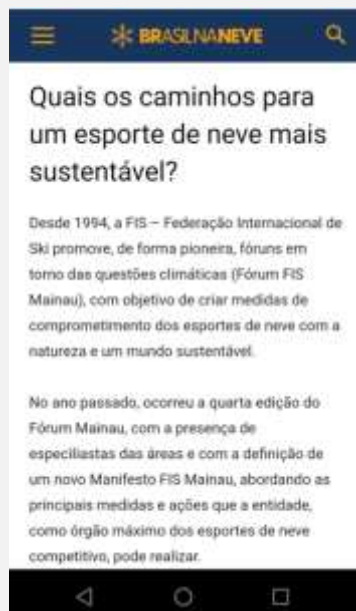 BRASILNANEVE
Quais os caminhos para
um esporte de neve mais
sustentável?
Desde 1994, a FIS – Federação Internacional de
Ski promove, de forma pioneira, fóruns em
torno das questões climáticas (Fórum FIS
Mainau), com objetivo de criar medidas de
comprometimento dos esportes de neve com a
natureza e um mundo sustentável.
No ano passado, ocorreu a quarta edição do
Fórum Mainau, com a presença de
especiliastas das áreas e com a definição de
um novo Manifesto FIS Mainau, abordando as
principais medidas e ações que a entidade,
como órgão máximo dos esportes de neve
competitivo, pode realizar.